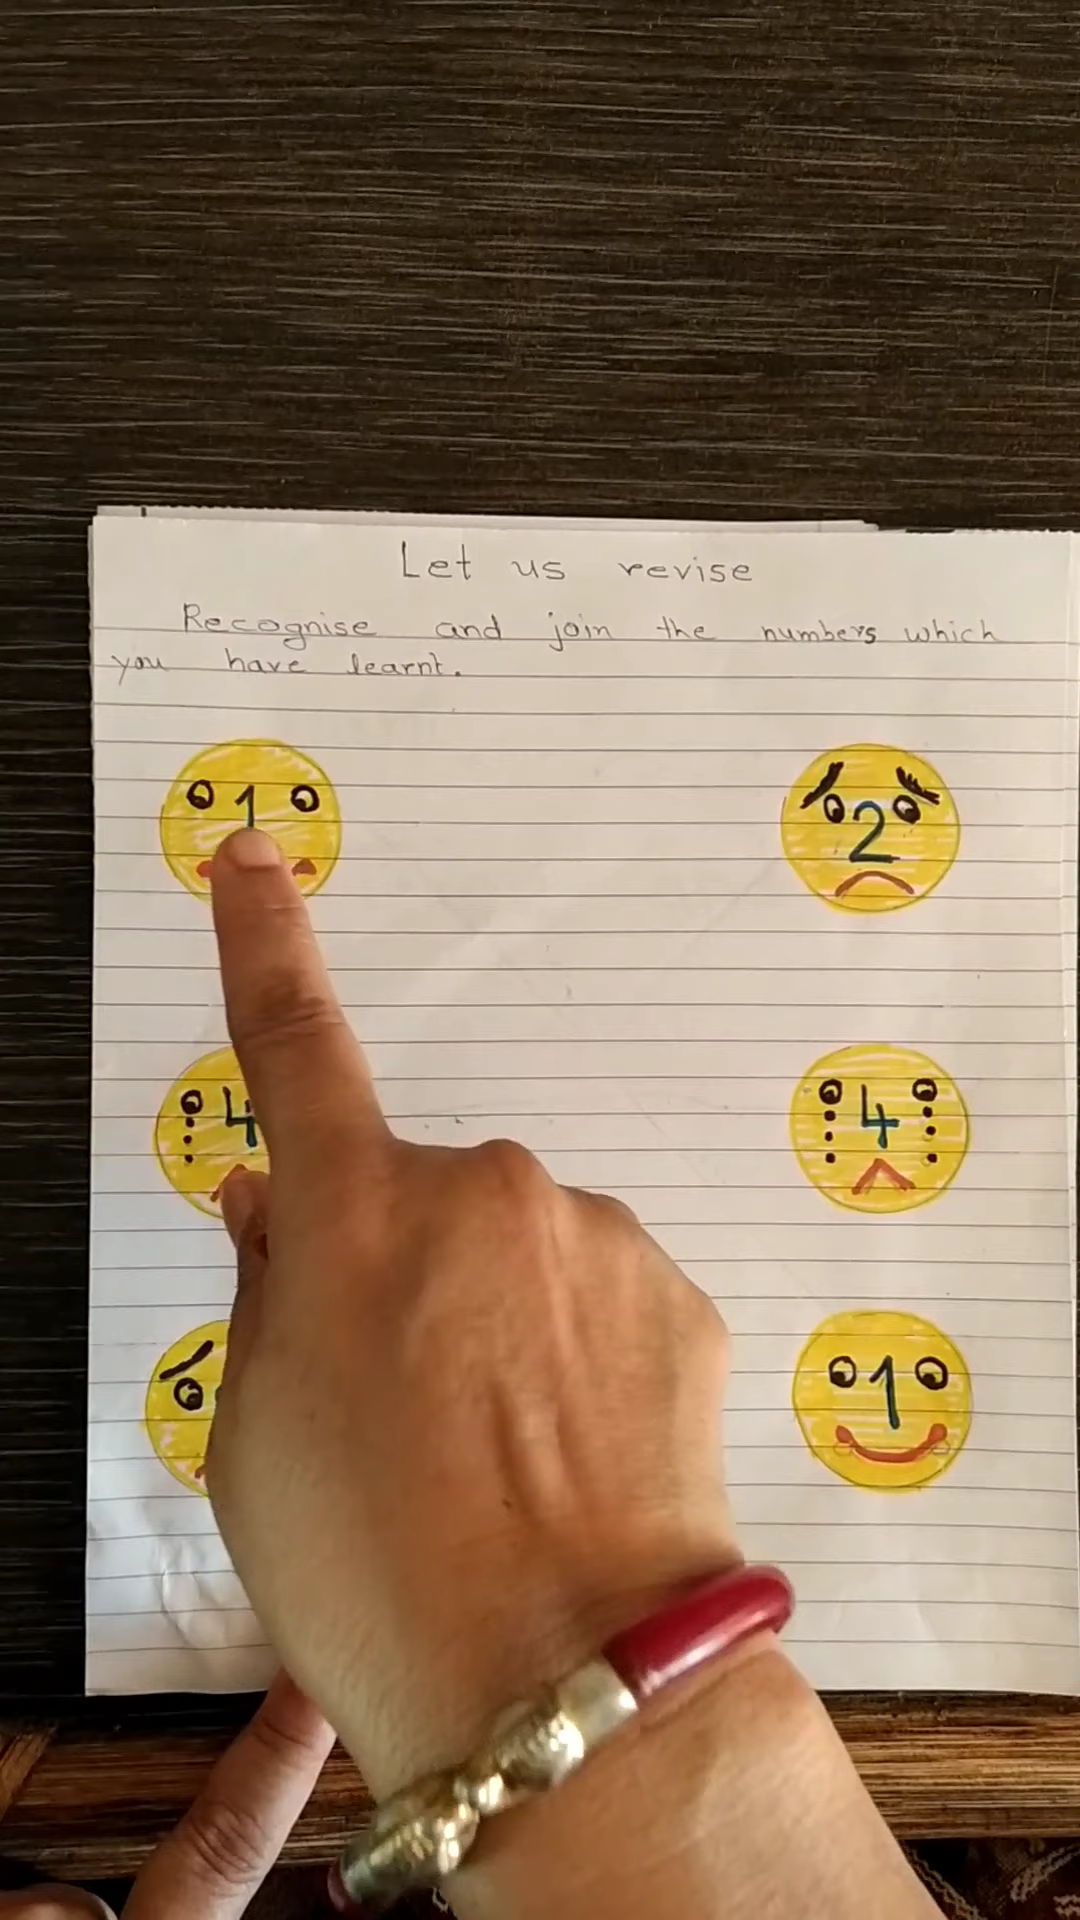 Let us revise
Recognise and join the numbers which
you have learnt.
1 2
4 4
1